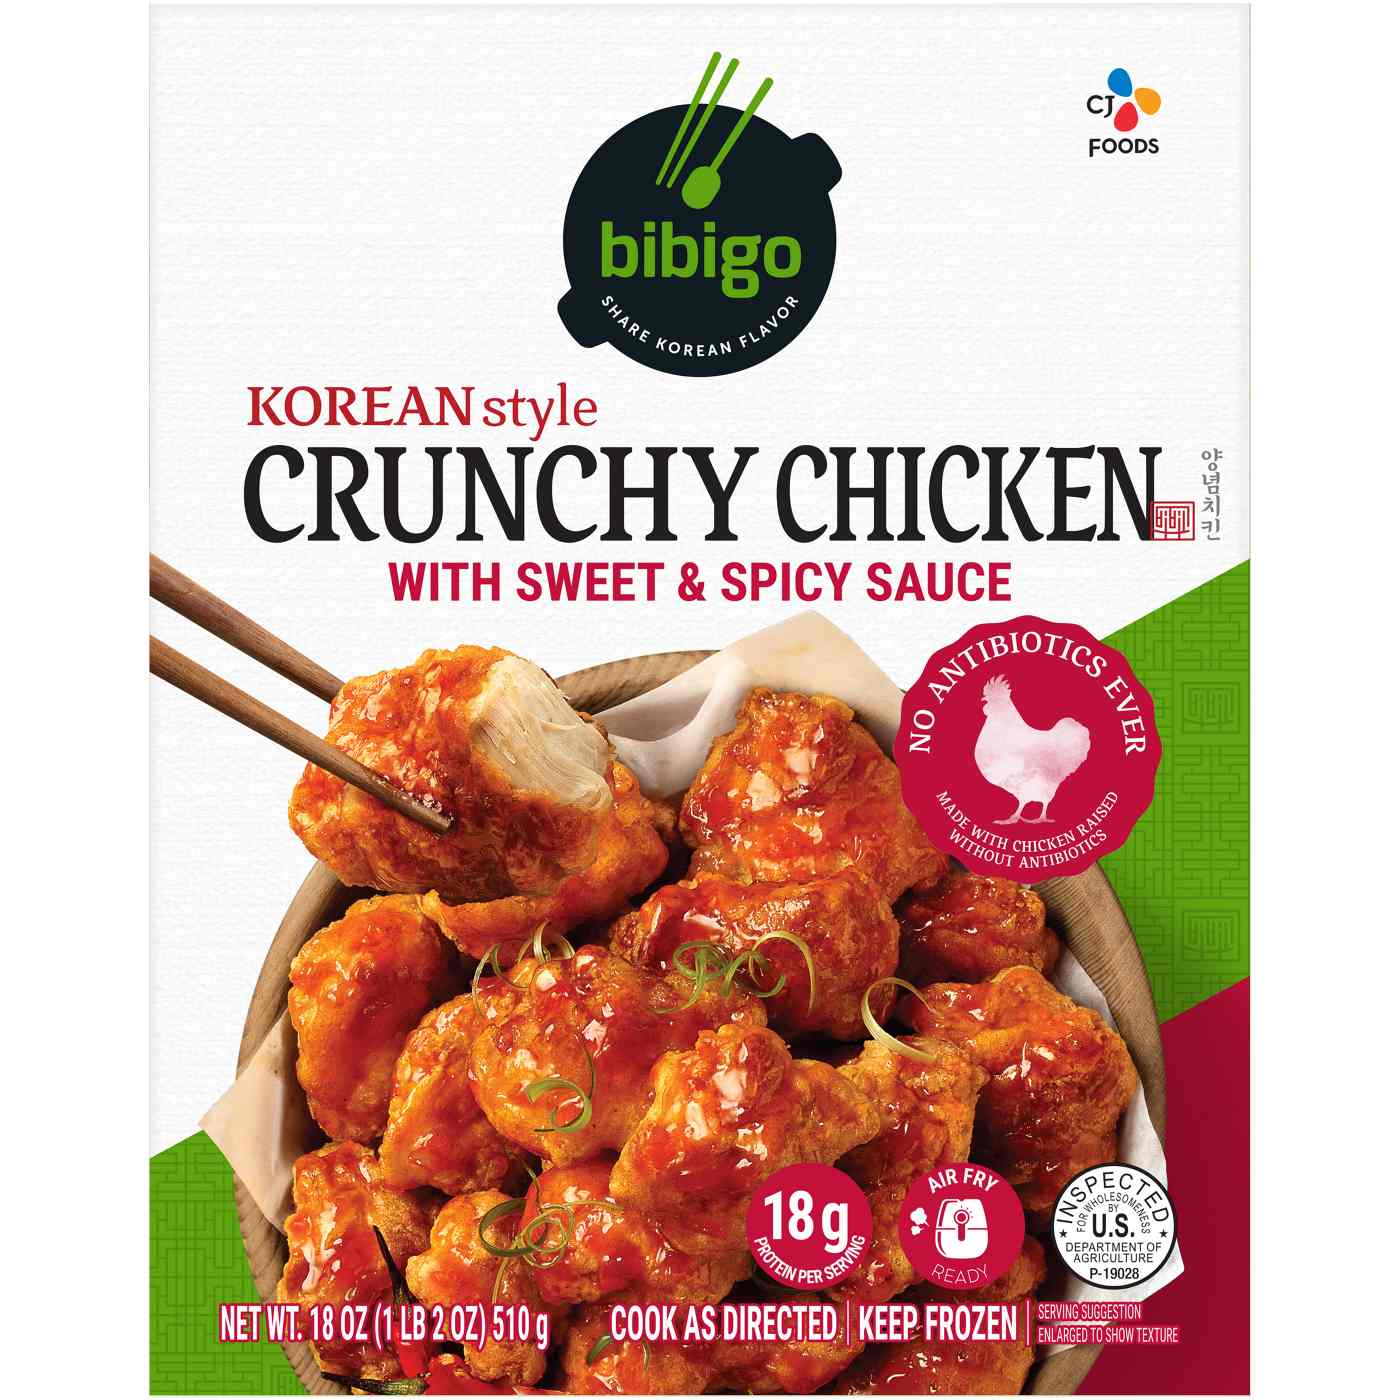 CJ
FOODS
bibigo
SHARE KOREAN FLAVOR
KOREAN style
CRUNCHY CHICKEN
양념치킨
WITH SWEET & SPICY SAUCE
NO ANTIBIOTICS EVER
MADE WITH CHICKEN RAISED
WITHOUT ANTIBIOTICS
18g
PROTEIN PER SERVING
AIR FRY
READY
INSPECTED
FOR WHOLESOMENESS
BY
U.S.
DEPARTMENT OF
AGRICULTURE
P-19028
NET WT. 18 OZ (1 LB 2 OZ) 510 g
COOK AS DIRECTED | KEEP FROZEN
SERVING SUGGESTION
ENLARGED TO SHOW TEXTURE